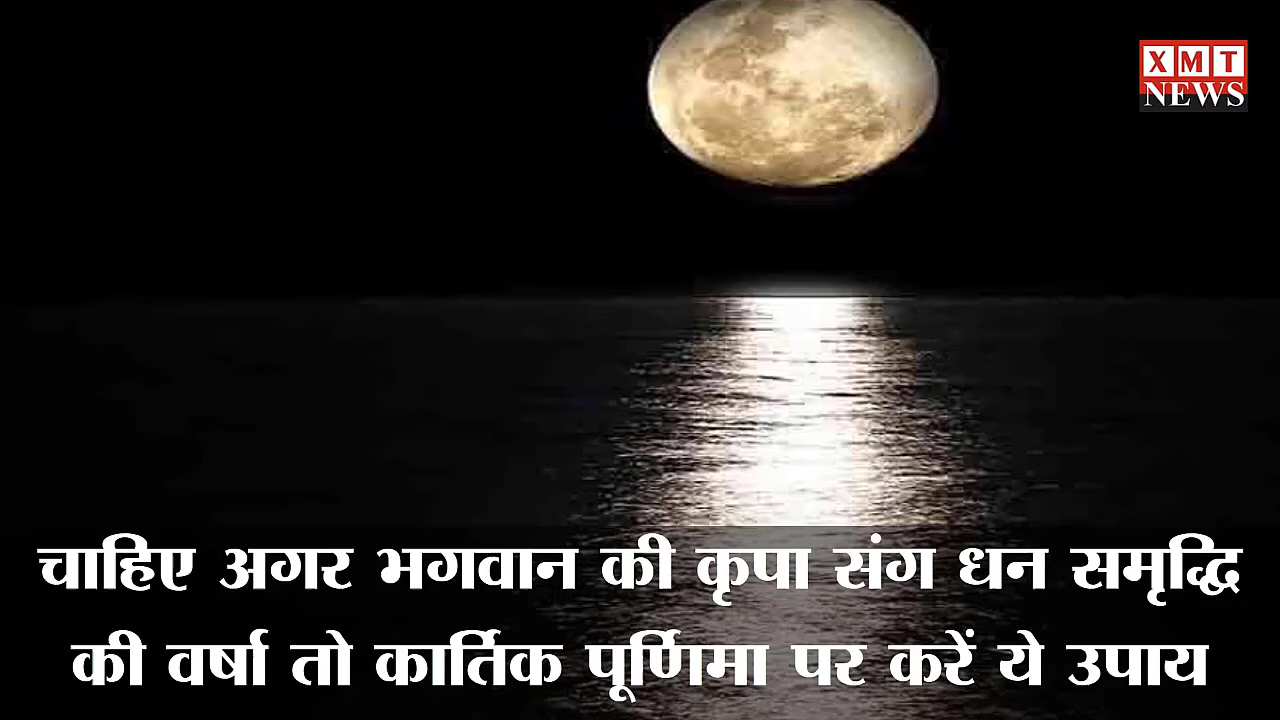 XMT
NEWS
चाहिए अगर भगवान की कृपा संग धन समृद्धि
की वर्षा तो कार्तिक पूर्णिमा पर करें ये उपाय